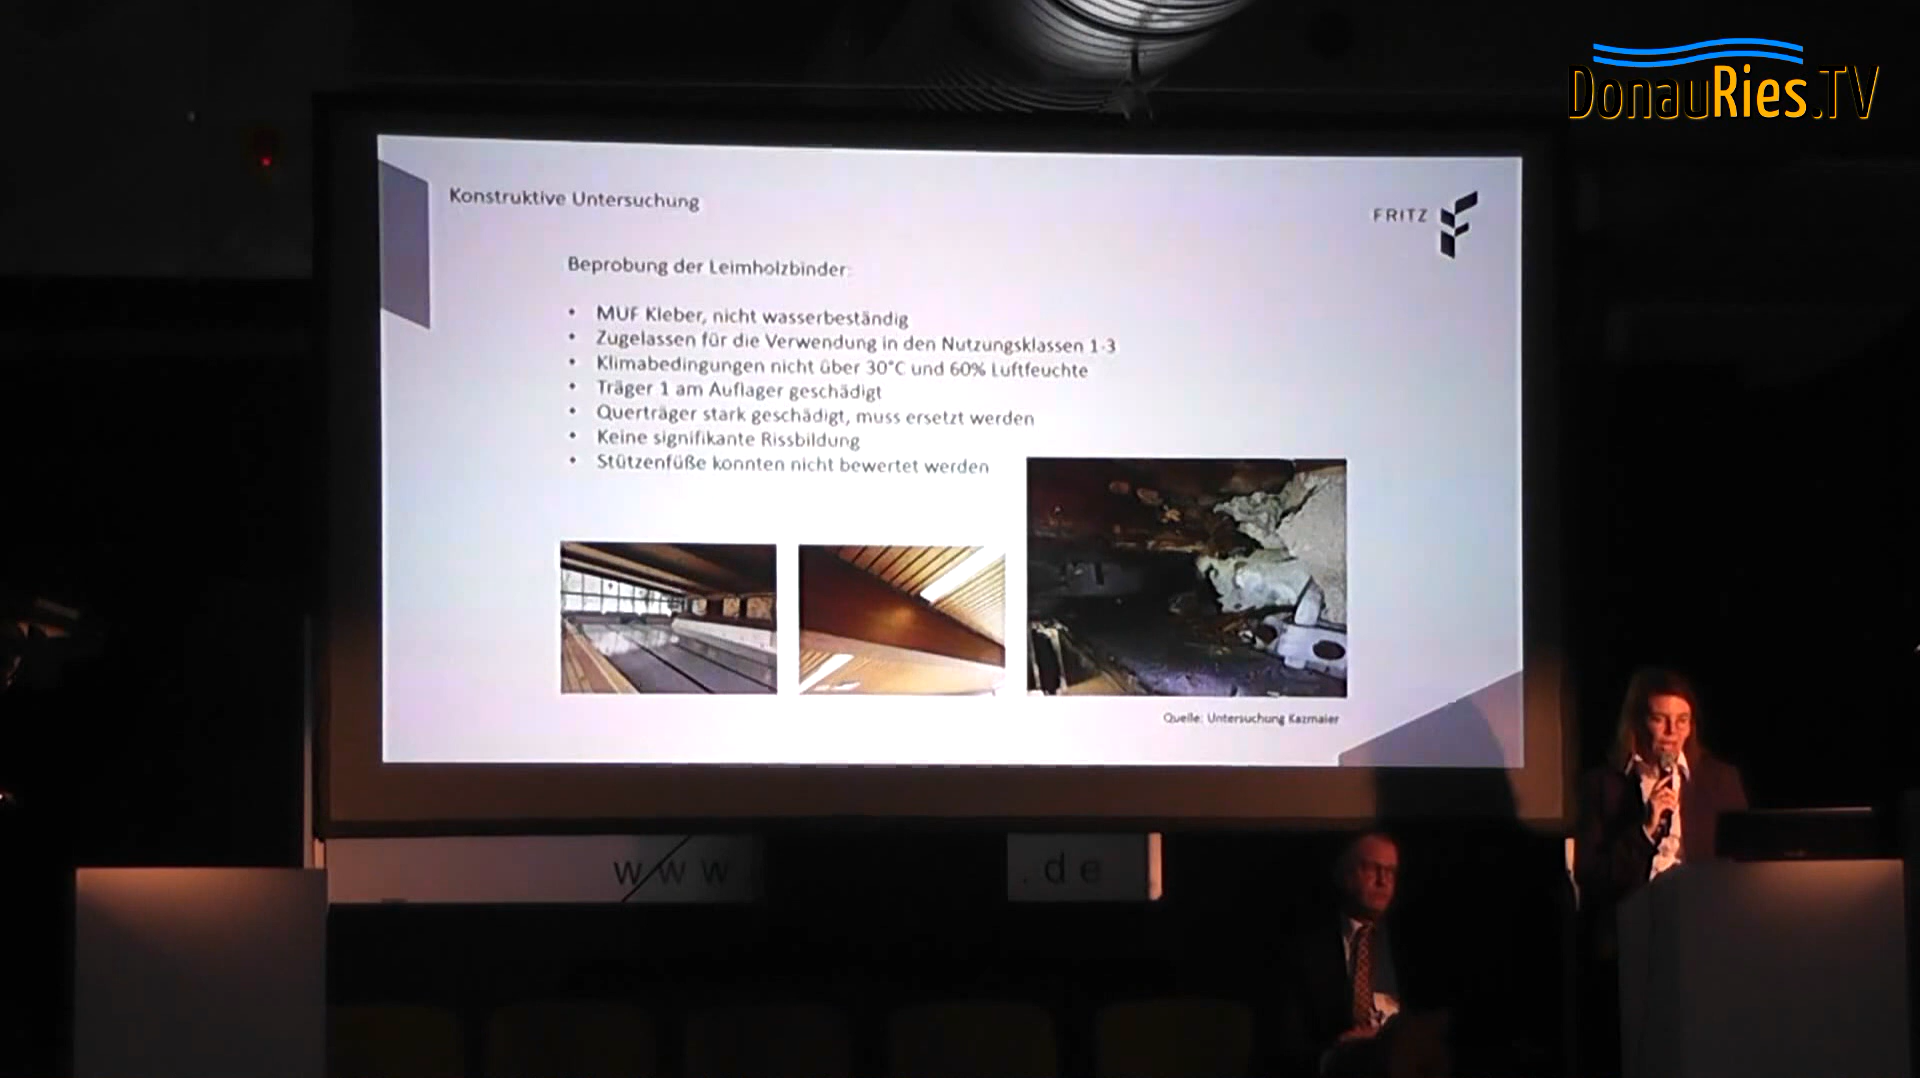 DonauRies.TV
Konstruktive Untersuchung
FRITZ
Beprobung der Leimholzbinder:
• MUF Kleber, nicht wasserbeständig
• Zugelassen für die Verwendung in den Nutzungsklassen 1-3
• Klimabedingungen nicht über 30°C und 60% Luftfeuchte
• Träger 1 am Auflager geschädigt
• Querträger stark geschädigt, muss ersetzt werden
• Keine signifikante Rissbildung
• Stützenfüße konnten nicht bewertet werden
Quelle: Untersuchung Kazmaier
www
.de